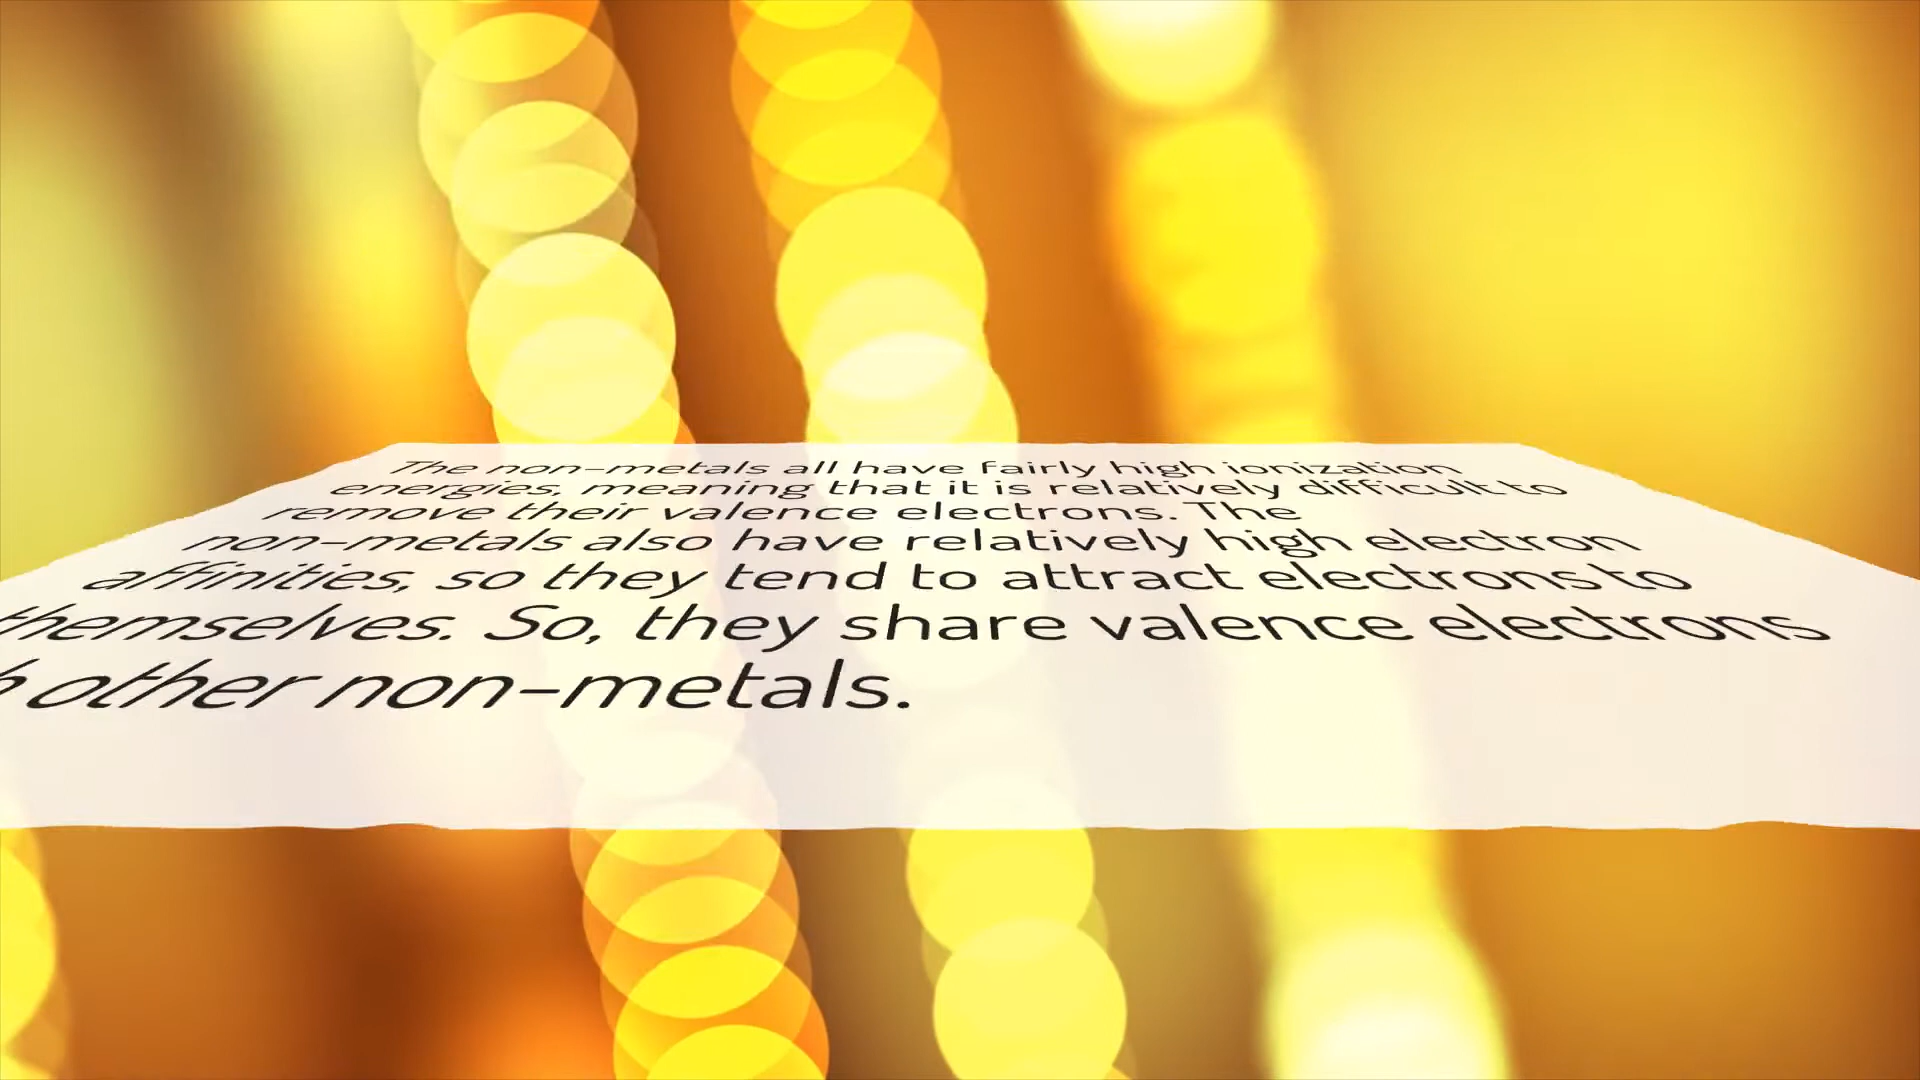 The non-metals all have fairly high ionization
energies, meaning that it is relatively difficult to
remove their valence electrons. The
non-metals also have relatively high electron
affinities, so they tend to attract electrons to
themselves. So, they share valence electrons
other non-metals.